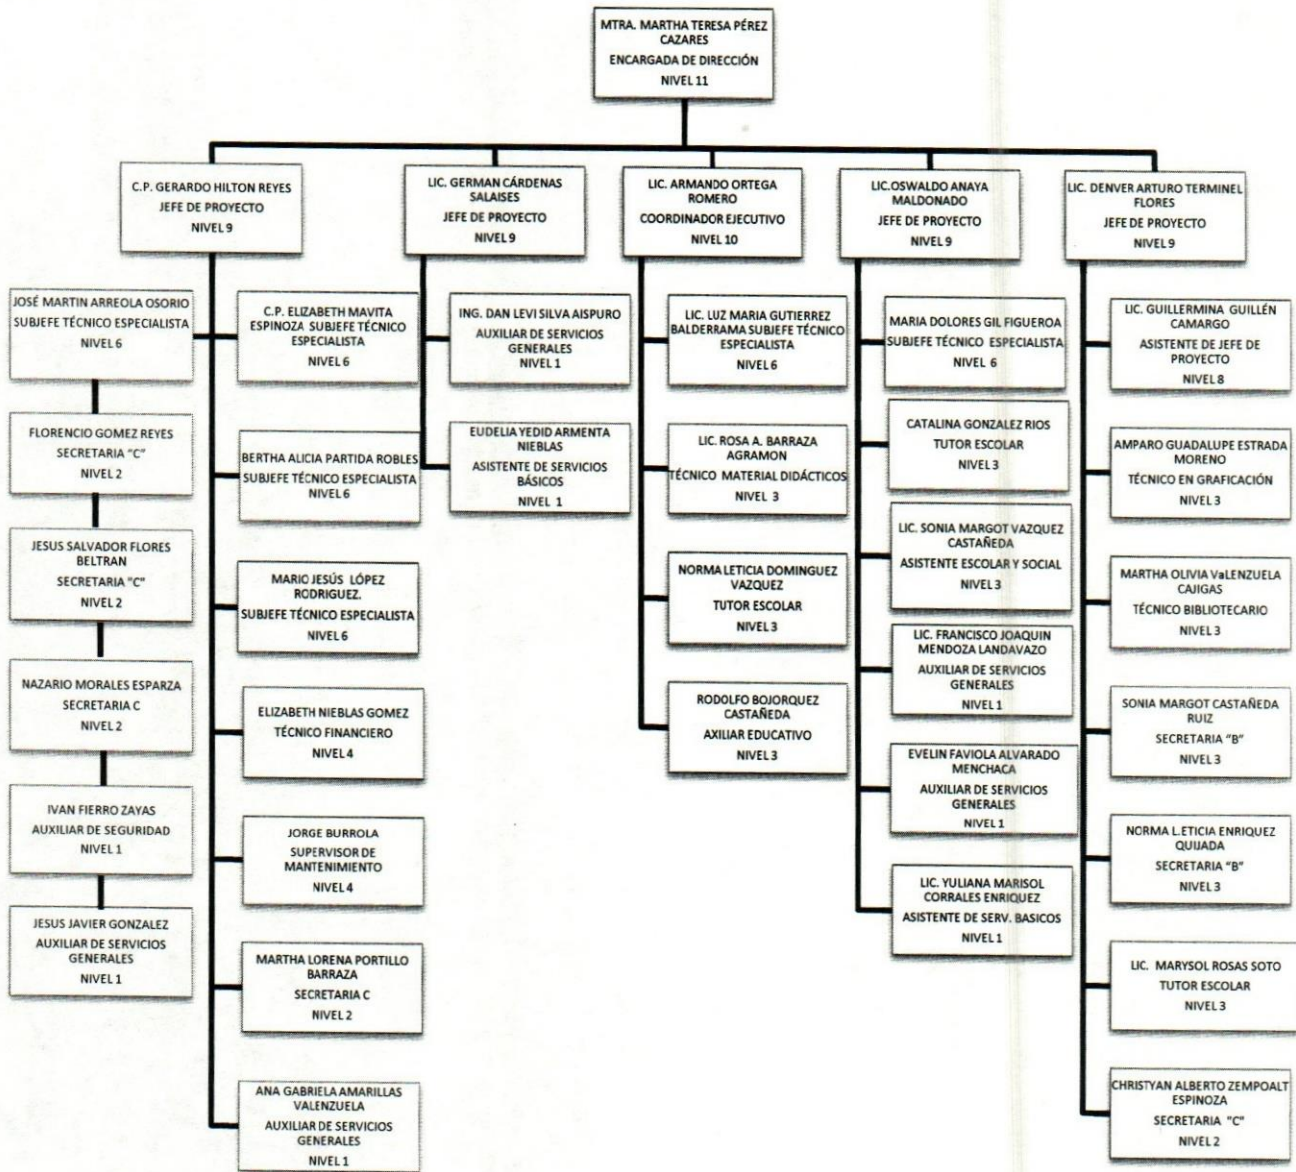 MTRA. MARTHA TERESA PÉREZ
CAZARES
ENCARGADA DE DIRECCIÓN
NIVEL 11
C.P. GERARDO HILTON REYES
JEFE DE PROYECTO
NIVEL 9
LIC. GERMAN CÁRDENAS
SALAISES
JEFE DE PROYECTO
NIVEL 9
LIC. ARMANDO ORTEGA
ROMERO
COORDINADOR EJECUTIVO
NIVEL 10
LIC.OSWALDO ANAYA
MALDONADO
JEFE DE PROYECTO
NIVEL 9
LIC. DENVER ARTURO TERMINEL
FLORES
JEFE DE PROYECTO
NIVEL 9
JOSÉ MARTIN ARREOLA OSORIO
SUBJEFE TÉCNICO ESPECIALISTA
NIVEL 6
FLORENCIO GOMEZ REYES
SECRETARIA "C"
NIVEL 2
JESUS SALVADOR FLORES
BELTRAN
SECRETARIA "C"
NIVEL 2
NAZARIO MORALES ESPARZA
SECRETARIA C
NIVEL 2
IVAN FIERRO ZAYAS
AUXILIAR DE SEGURIDAD
NIVEL 1
JESUS JAVIER GONZALEZ
AUXILIAR DE SERVICIOS
GENERALES
NIVEL 1
C.P. ELIZABETH MAVITA
ESPINOZA SUBJEFE TÉCNICO
ESPECIALISTA
NIVEL 6
BERTHA ALICIA PARTIDA ROBLES
SUBJEFE TÉCNICO ESPECIALISTA
NIVEL 6
MARIO JESÚS LÓPEZ
RODRIGUEZ.
SUBJEFE TÉCNICO ESPECIALISTA
NIVEL 6
ELIZABETH NIEBLAS GOMEZ
TÉCNICO FINANCIERO
NIVEL 4
JORGE BURROLA
SUPERVISOR DE
MANTENIMIENTO
NIVEL 4
MARTHA LORENA PORTILLO
BARRAZA
SECRETARIA C
NIVEL 2
ANA GABRIELA AMARILLAS
VALENZUELA
AUXILIAR DE SERVICIOS
GENERALES
NIVEL 1
ING. DAN LEVI SILVA AISPURO
AUXILIAR DE SERVICIOS
GENERALES
NIVEL 1
EUDELIA YEDID ARMENTA
NIEBLAS
ASISTENTE DE SERVICIOS
BÁSICOS
NIVEL 1
LIC. LUZ MARIA GUTIERREZ
BALDERRAMA SUBJEFE TÉCNICO
ESPECIALISTA
NIVEL 6
LIC. ROSA A. BARRAZA
AGRAMON
TÉCNICO MATERIAL DIDÁCTICOS
NIVEL 3
NORMA LETICIA DOMINGUEZ
VAZQUEZ
TUTOR ESCOLAR
NIVEL 3
RODOLFO BOJORQUEZ
CASTAÑEDA
AXILIAR EDUCATIVO
NIVEL 3
MARIA DOLORES GIL FIGUEROA
SUBJEFE TÉCNICO ESPECIALISTA
NIVEL 6
CATALINA GONZALEZ RIOS
TUTOR ESCOLAR
NIVEL 3
LIC. SONIA MARGOT VAZQUEZ
CASTAÑEDA
ASISTENTE ESCOLAR Y SOCIAL
NIVEL 3
LIC. FRANCISCO JOAQUIN
MENDOZA LANDAVAZO
AUXILIAR DE SERVICIOS
GENERALES
NIVEL 1
EVELIN FAVIOLA ALVARADO
MENCHACA
AUXILIAR DE SERVICIOS
GENERALES
NIVEL 1
LIC. YULIANA MARISOL
CORRALES ENRIQUEZ
ASISTENTE DE SERV. BASICOS
NIVEL 1
LIC. GUILLERMINA GUILLÉN
CAMARGO
ASISTENTE DE JEFE DE
PROYECTO
NIVEL 8
AMPARO GUADALUPE ESTRADA
MORENO
TÉCNICO EN GRAFICACIÓN
NIVEL 3
MARTHA OLIVIA VaLENZUELA
CAJIGAS
TÉCNICO BIBLIOTECARIO
NIVEL 3
SONIA MARGOT CASTAÑEDA
RUIZ
SECRETARIA "B"
NIVEL 3
NORMA L.ETICIA ENRIQUEZ
QUIJADA
SECRETARIA "B"
NIVEL 3
LIC. MARYSOL ROSAS SOTO
TUTOR ESCOLAR
NIVEL 3
CHRISTYAN ALBERTO ZEMPOALT
ESPINOZA
SECRETARIA "C"
NIVEL 2